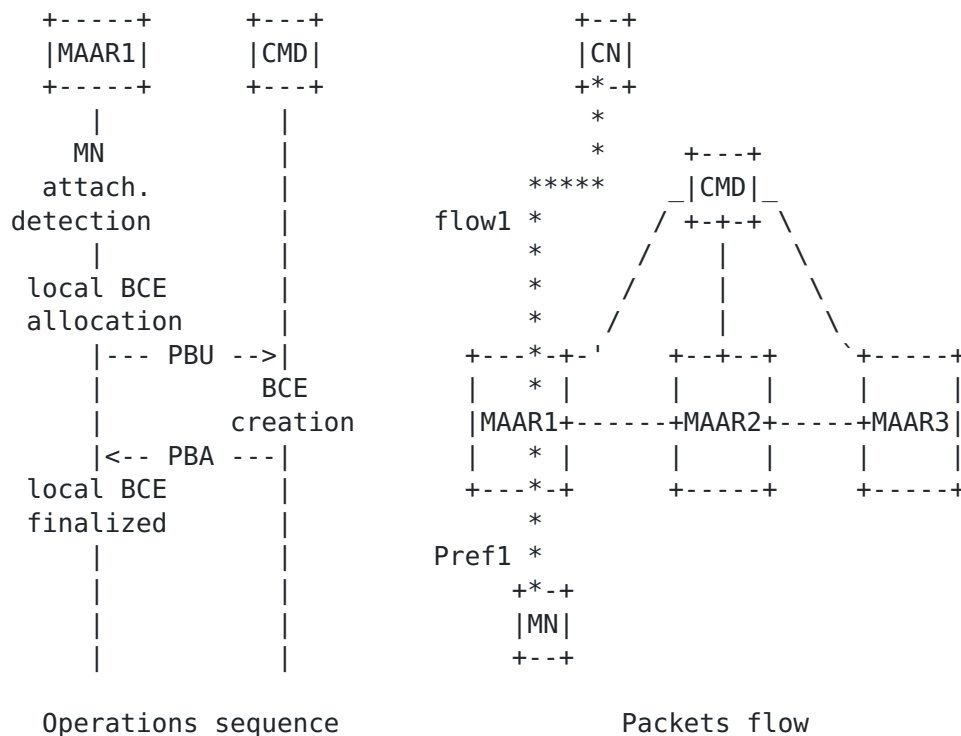 +-----+      +---+                +--+
|MAAR1|      |CMD|                |CN|
+-----+      +---+                +*-+
   |           |                   *
  MN           |                   *     +---+
attach.        |               *****    _|CMD|_
detection      |         flow1 *       / +-+-+ \
   |           |               *      /    |    \
local BCE      |               *     /     |     \
allocation     |               *    /      |      \
   |--- PBU -->|           +---*-+-'    +--+--+    `+-----+
   |          BCE          |   * |      |     |     |     |
   |        creation       |MAAR1+------+MAAR2+-----+MAAR3|
   |<-- PBA ---|           |   * |      |     |     |     |
local BCE      |           +---*-+      +-----+     +-----+
finalized      |               *
   |           |         Pref1 *
   |           |              +*-+
   |           |              |MN|
   |           |              +--+
Operations sequence                  Packets flow